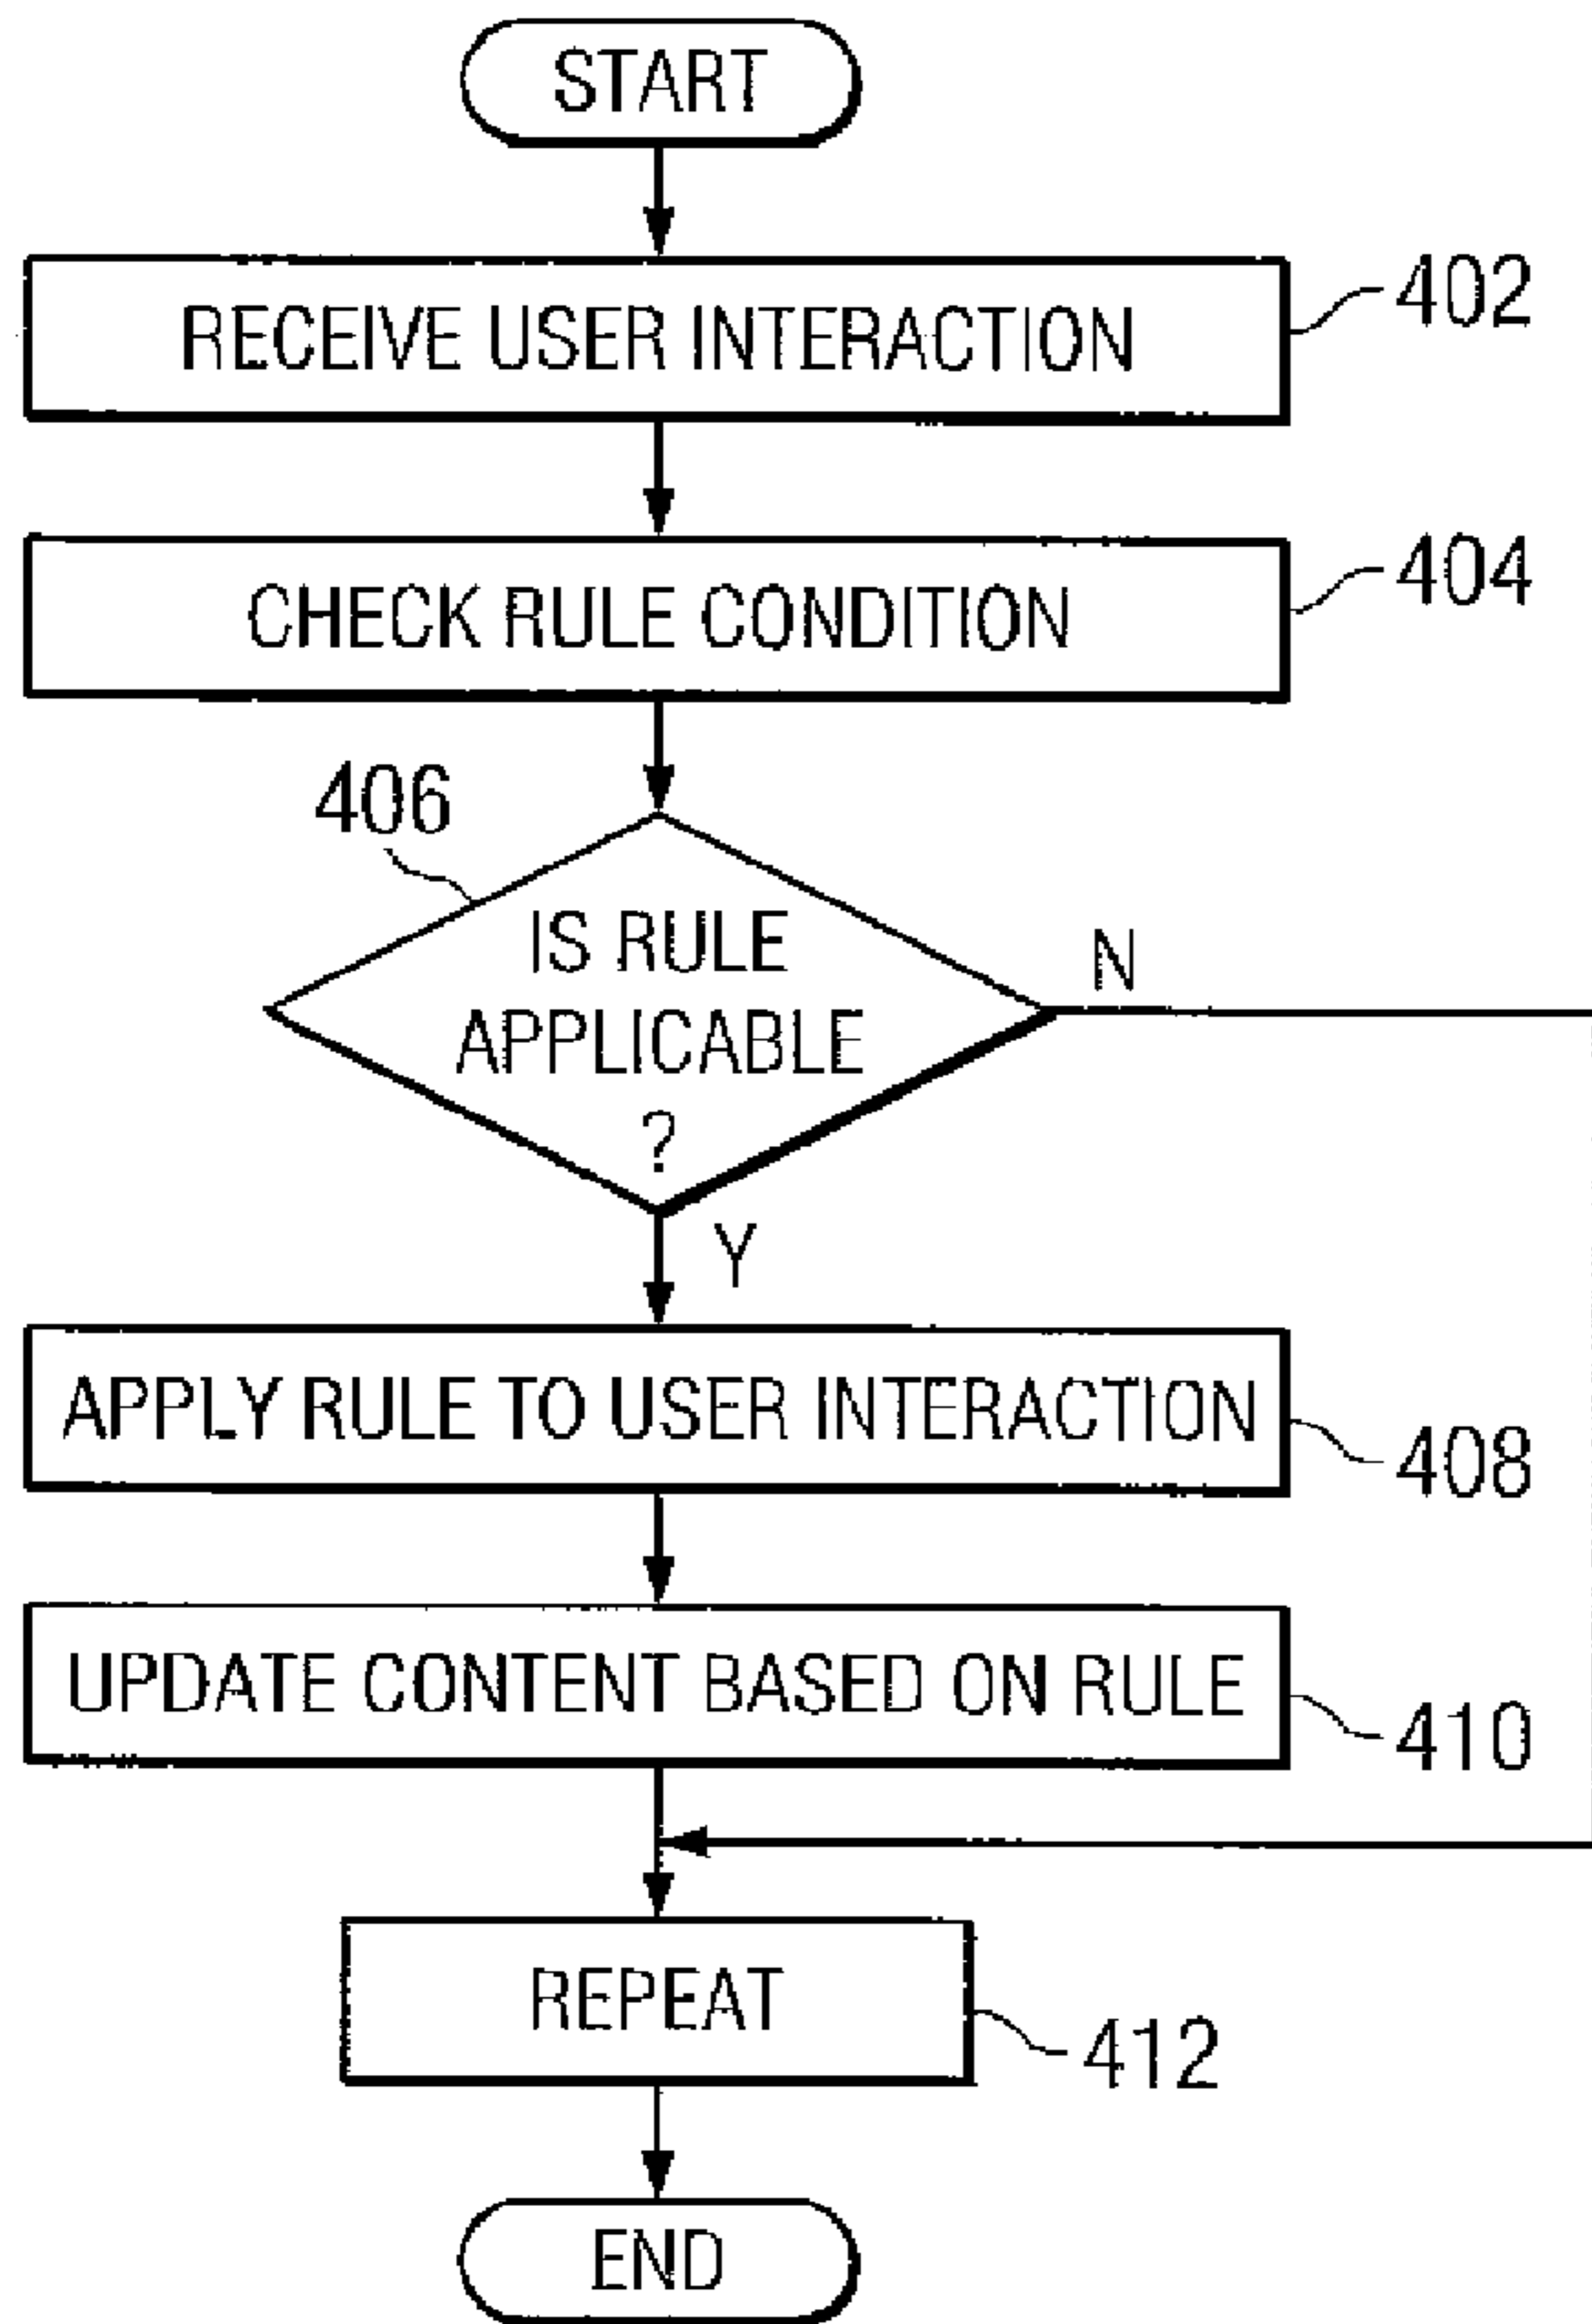 START
RECEIVE USER INTERACTION
402
CHECK RULE CONDITION
404
406
IS RULE
APPLICABLE
?
N
Y
APPLY RULE TO USER INTERACTION
408
UPDATE CONTENT BASED ON RULE
410
REPEAT
412
END